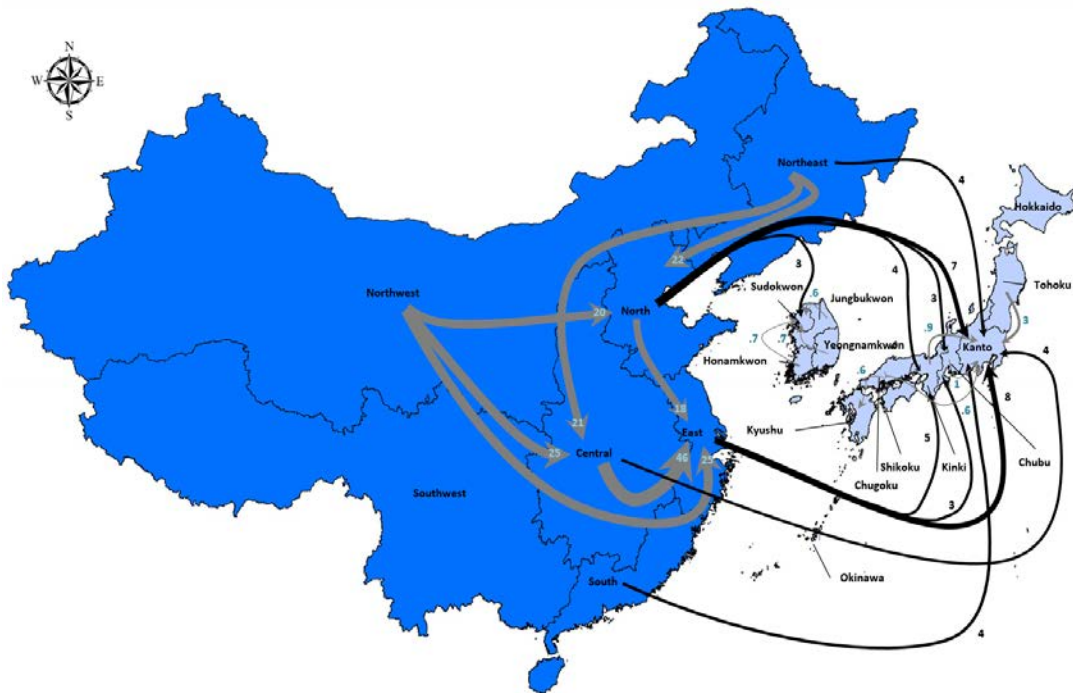 N
W E
S
Northeast
4
Hokkaido
22
3
4
7
Tohoku
Sudokwon
.6
Jungbukwon
Northwest
20
North
3
.9
3
.7
.7
Yeongnamkwon
Kanto
Honamkwon
4
.6
18
1
8
21
East
.6
Kyushu
5
25
Central
46
25
Shikoku
Kinki
Chubu
Chugoku
Southwest
3
Okinawa
South
4